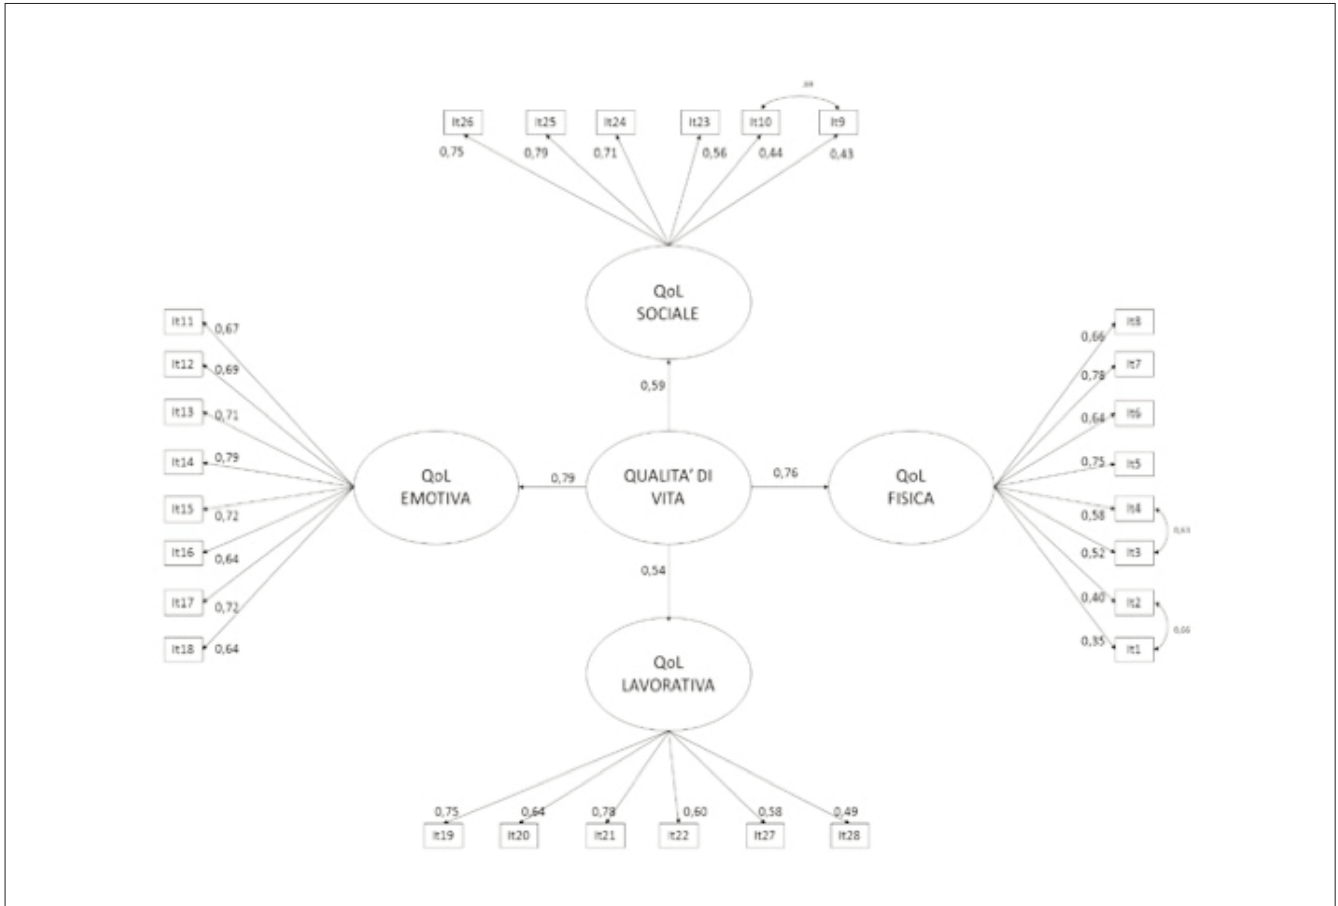 It26 It25 It24 It23 It10 It9
0,75 0,79 0,71 0,56 0,44 0,43
QoL
SOCIALE
0,59
It11 0,67
It12 0,69
It13 0,71
It14 0,79
It15 0,72
It16 0,64
It17 0,72
It18 0,64
QoL
EMOTIVA
0,79
QUALITA' DI
VITA
0,76
QoL
FISICA
0,66 It8
0,78 It7
0,64 It6
0,75 It5
0,58 It4
0,52 It3
0,40 It2
0,66
0,35 It1
0,54
QoL
LAVORATIVA
0,75 0,64 0,78 0,60 0,58 0,49
It19 It20 It21 It22 It27 It28